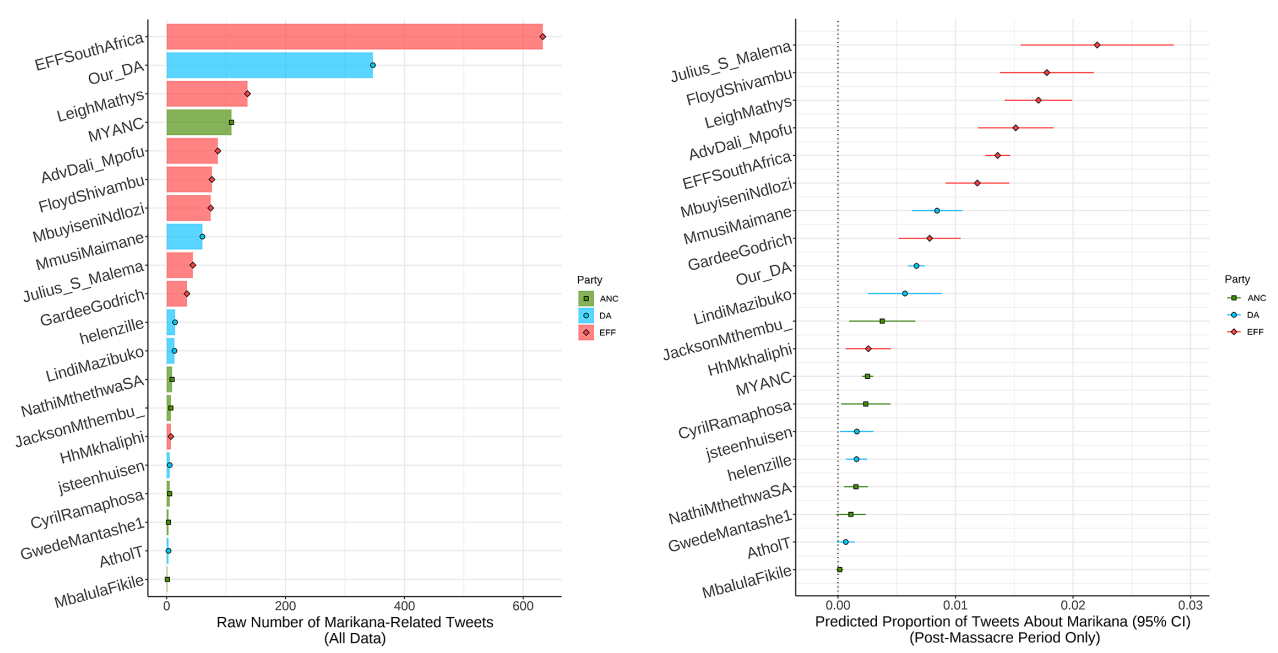 EFFSouthAfrica
Our_DA
LeighMathys
MYANC
AdvDali_Mpofu
FloydShivambu
MbuyiseniNdlozi
MmusiMaimane
Julius_S_Malema
GardeeGodrich
helenzille
LindiMazibuko
NathiMthethwaSA
JacksonMthembu_
HhMkhaliphi
jsteenhuisen
CyrilRamaphosa
GwedeMantashe1
AtholT
MbalulaFikile
0 200 400 600
Raw Number of Marikana-Related Tweets
(All Data)
Party
ANC
DA
EFF
Julius_S_Malema
FloydShivambu
LeighMathys
AdvDali_Mpofu
EFFSouthAfrica
MbuyiseniNdlozi
MmusiMaimane
GardeeGodrich
Our_DA
LindiMazibuko
JacksonMthembu_
HhMkhaliphi
MYANC
CyrilRamaphosa
jsteenhuisen
helenzille
NathiMthethwaSA
GwedeMantashe1
AtholT
MbalulaFikile
0.00 0.01 0.02 0.03
Predicted Proportion of Tweets About Marikana (95% CI)
(Post-Massacre Period Only)
Party
ANC
DA
EFF